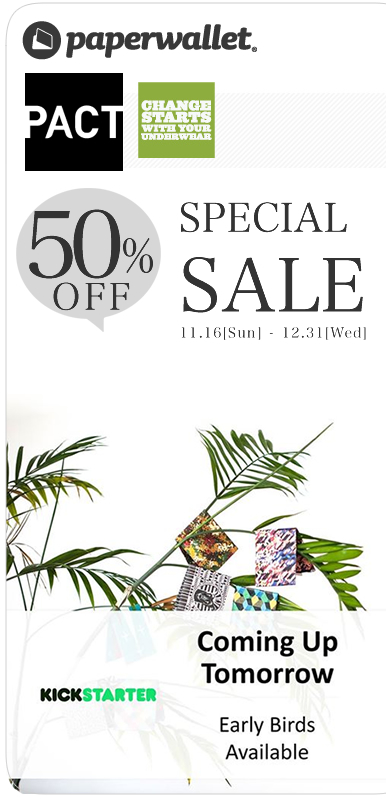 paperwallet.
PACT
CHANGE
STARTS
WITH YOUR
UNDERWEAR
50%
OFF
SPECIAL
SALE
11.16[Sun] - 12.31[Wed]
Coming Up
Tomorrow
KICKSTARTER
Early Birds
Available